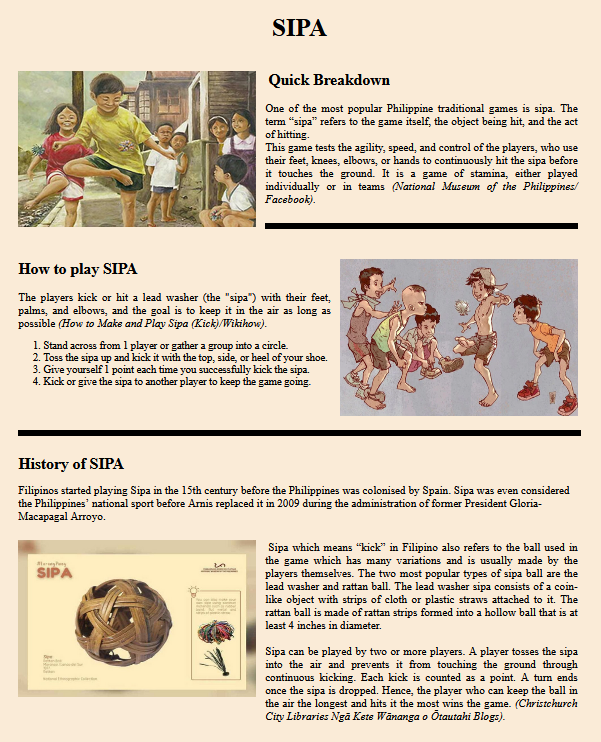 SIPA
Quick Breakdown
One of the most popular Philippine traditional games is sipa. The
term “sipa” refers to the game itself, the object being hit, and the act
of hitting.
This game tests the agility, speed, and control of the players, who use
their feet, knees, elbows, or hands to continuously hit the sipa before
it touches the ground. It is a game of stamina, either played
individually or in teams (National Museum of the Philippines/
Facebook).
How to play SIPA
The players kick or hit a lead washer (the "sipa") with their feet,
palms, and elbows, and the goal is to keep it in the air as long as
possible (How to Make and Play Sipa (Kick)/Wikihow).
1. Stand across from 1 player or gather a group into a circle.
2. Toss the sipa up and kick it with the top, side, or heel of your shoe.
3. Give yourself 1 point each time you successfully kick the sipa.
4. Kick or give the sipa to another player to keep the game going.
History of SIPA
Filipinos started playing Sipa in the 15th century before the Philippines was colonised by Spain. Sipa was even considered
the Philippines’ national sport before Arnis replaced it in 2009 during the administration of former President Gloria-
Macapagal Arroyo.
SIPA
Sipa which means “kick” in Filipino also refers to the ball used in
the game which has many variations and is usually made by the
players themselves. The two most popular types of sipa ball are the
lead washer and rattan ball. The lead washer sipa consists of a coin-
like object with strips of cloth or plastic straws attached to it. The
rattan ball is made of rattan strips formed into a hollow ball that is at
least 4 inches in diameter.
Sipa can be played by two or more players. A player tosses the sipa
into the air and prevents it from touching the ground through
continuous kicking. Each kick is counted as a point. A turn ends
once the sipa is dropped. Hence, the player who can keep the ball in
the air the longest and hits it the most wins the game. (Christchurch
City Libraries Ngā Kete Wānanga o Ōtautahi Blogs).